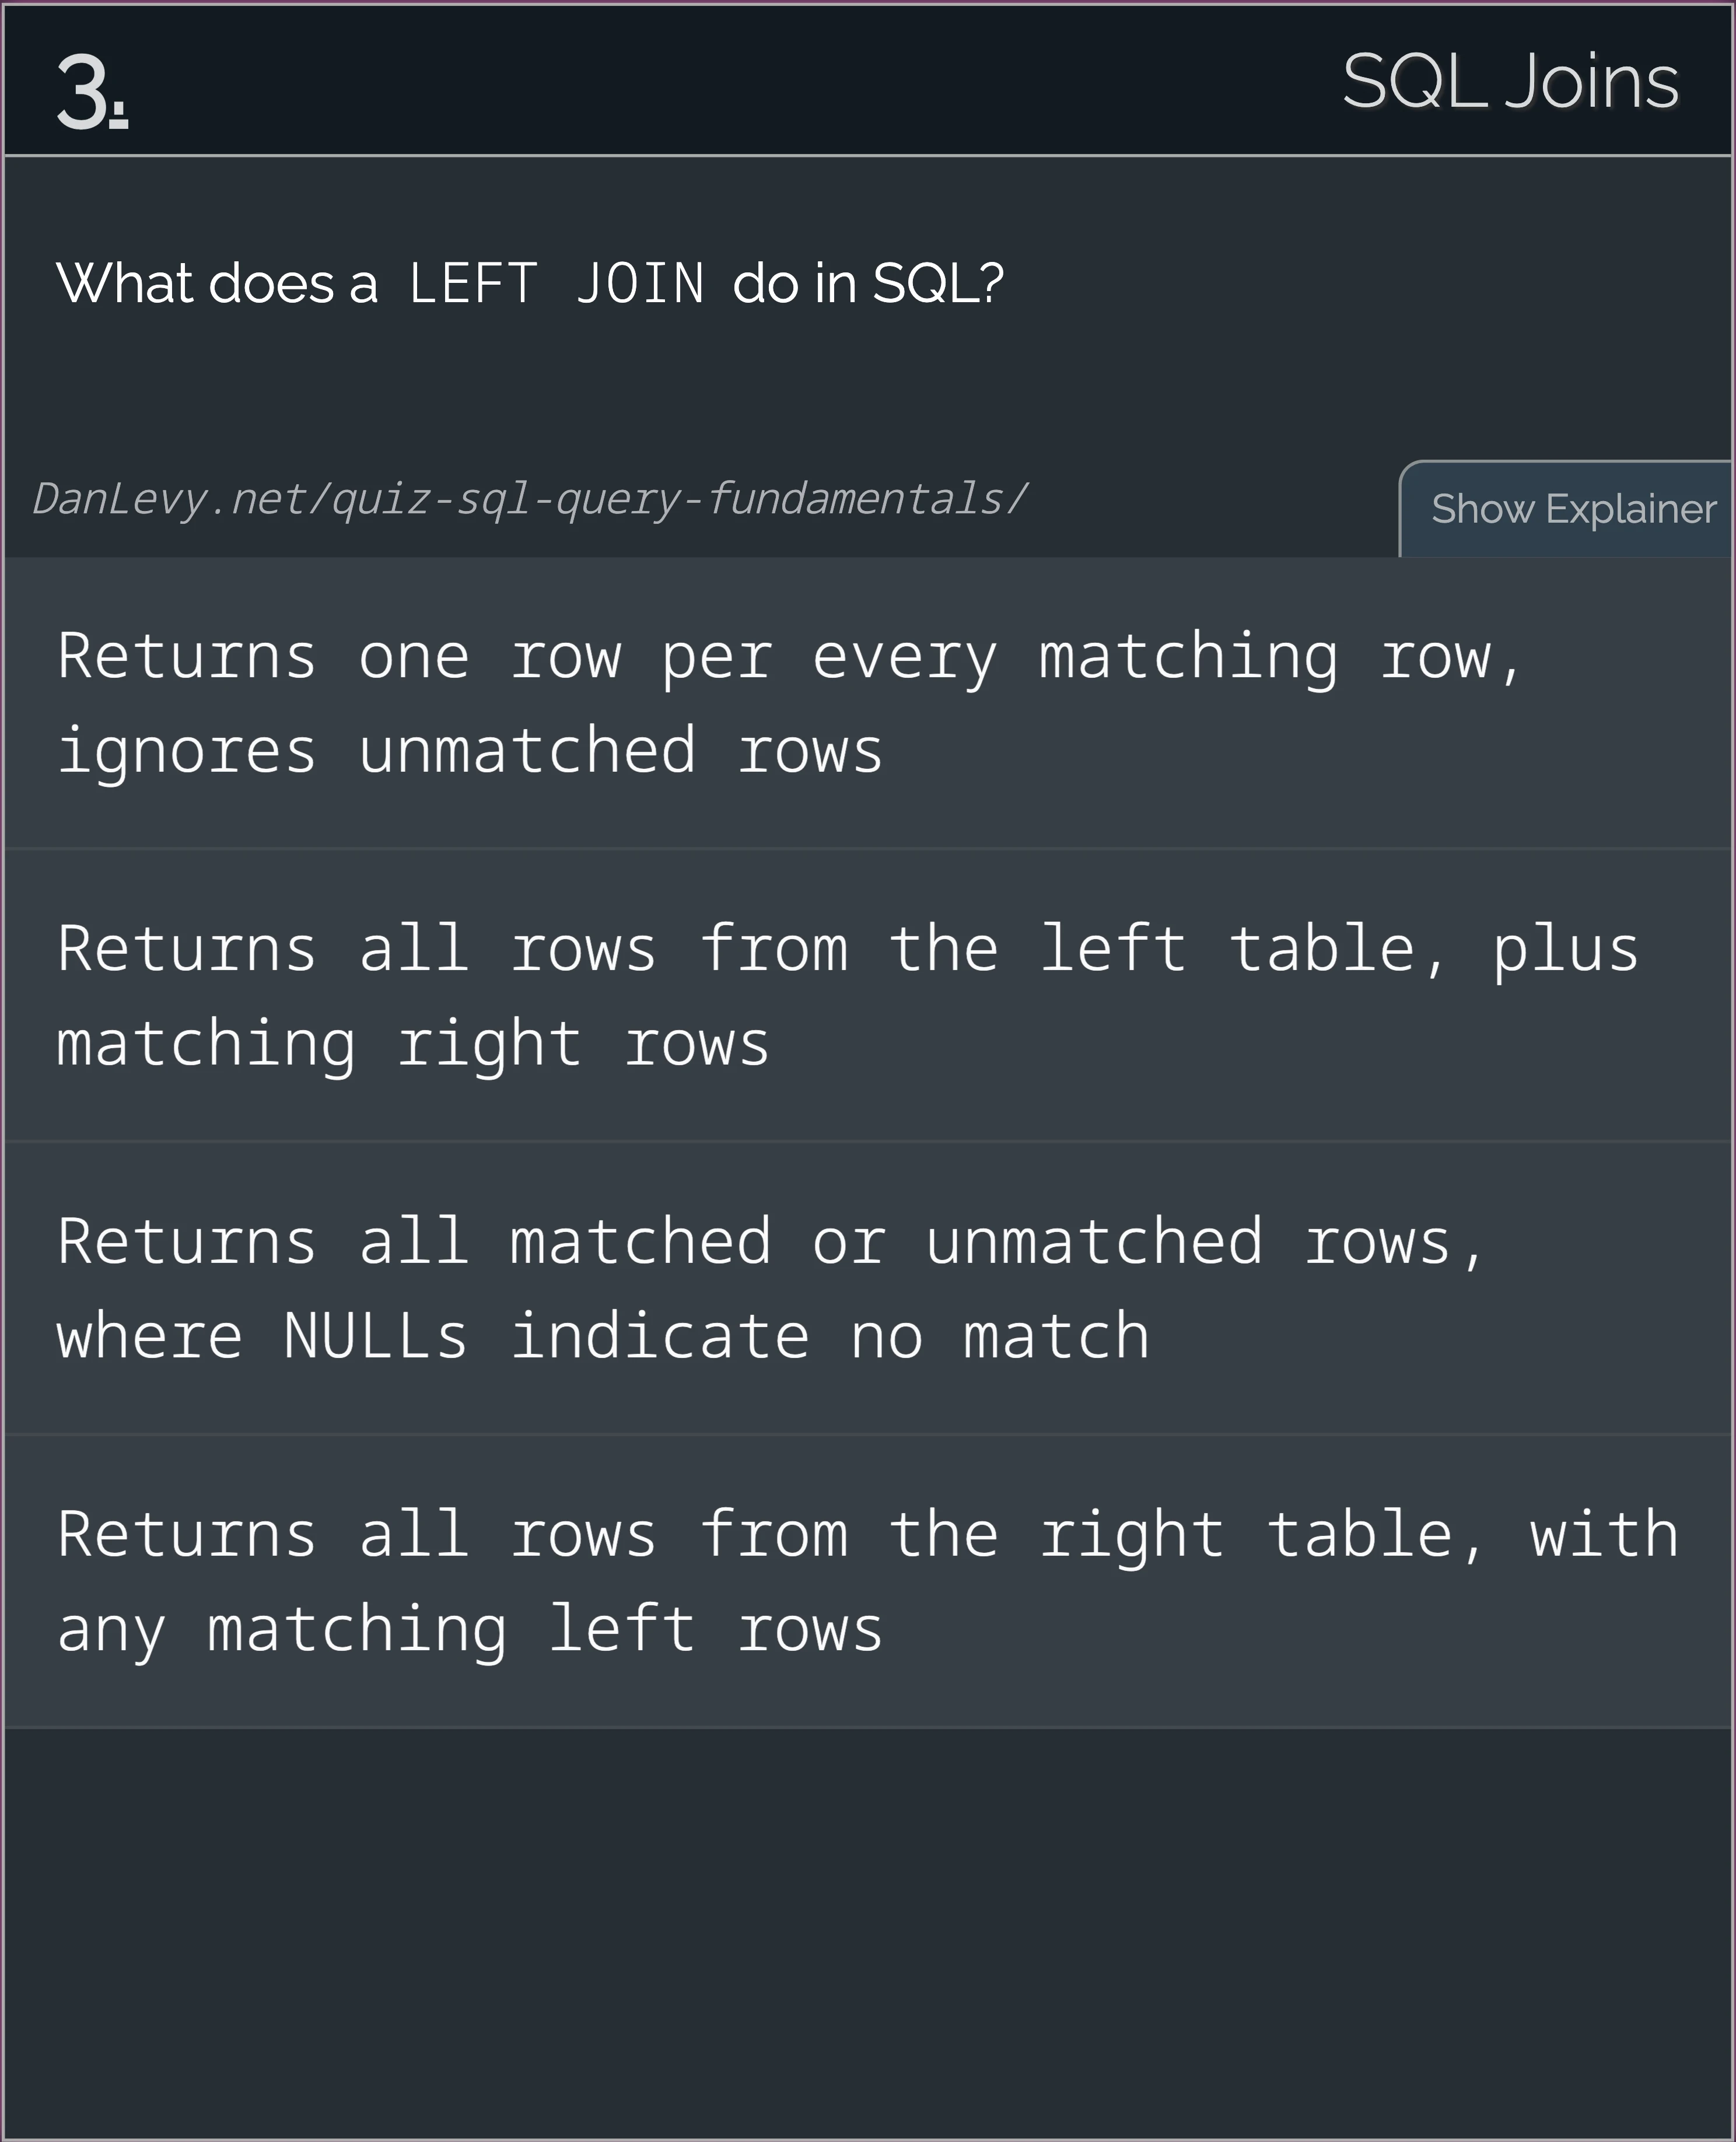 3.
SQL Joins
What does a LEFT JOIN do in SQL?
DanLevy.net/quiz-sql-query-fundamentals/
Show Explainer
Returns one row per every matching row,
ignores unmatched rows
Returns all rows from the left table, plus
matching right rows
Returns all matched or unmatched rows,
where NULLs indicate no match
Returns all rows from the right table, with
any matching left rows